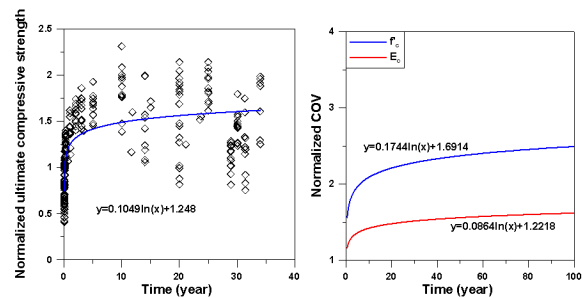 Normalized ultimate compressive strength
2.5
2
1.5
1
0.5
0
y=0.1049ln(x)+1.248
0
10
20
30
40
Time (year)
Normalized COV
4
3
2
1
f'c
Ec
y=0.1744ln(x)+1.6914
y=0.0864ln(x)+1.2218
0
20
40
60
80
100
Time (year)